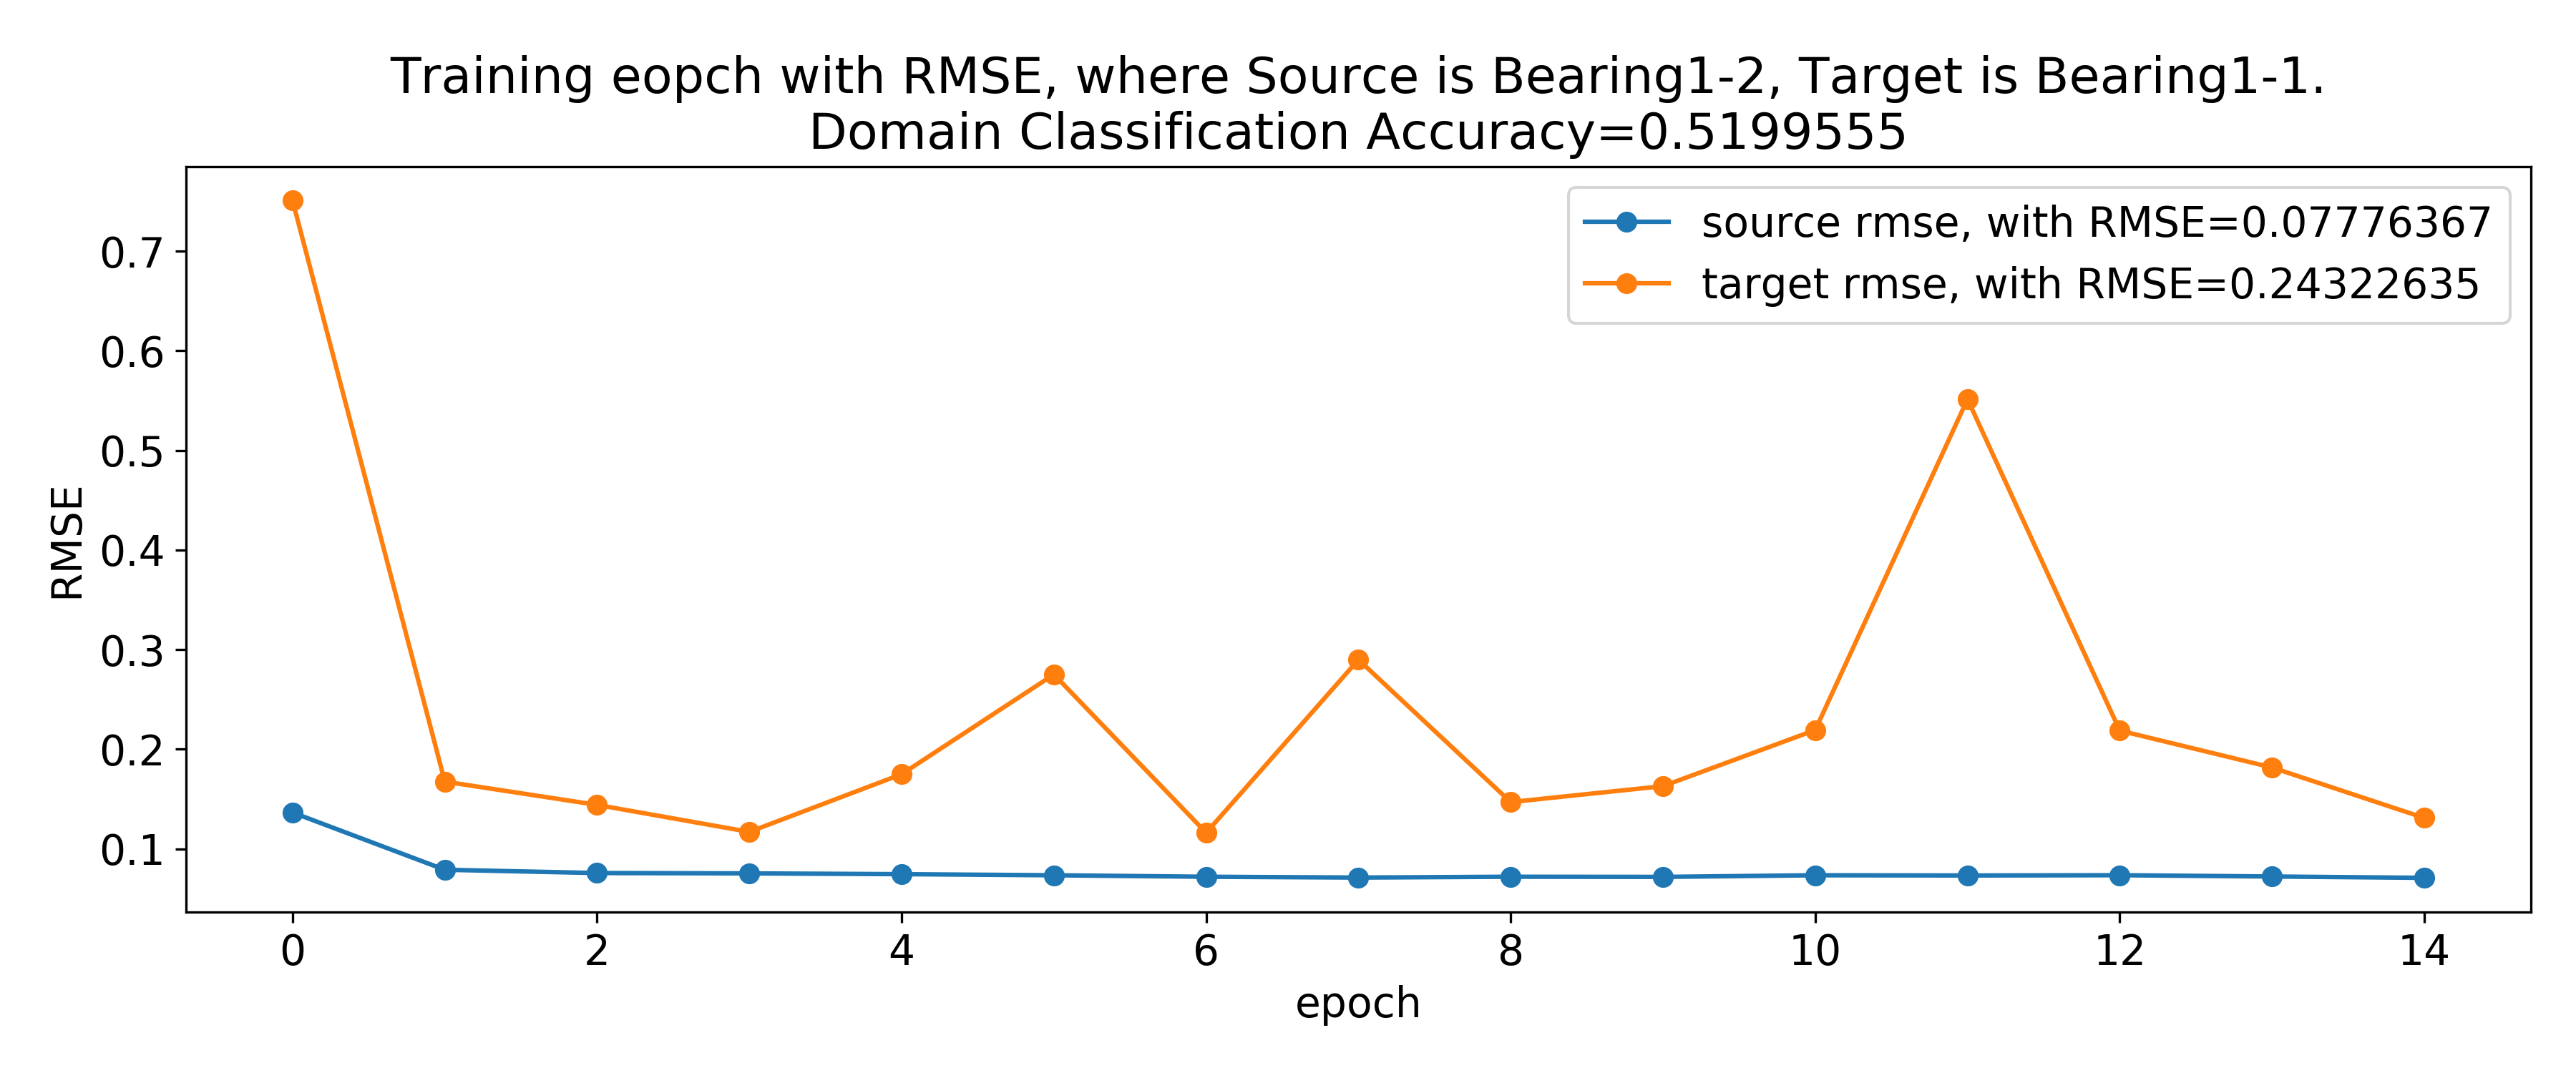 Training eopch with RMSE, where Source is Bearing1-2, Target is Bearing1-1.
Domain Classification Accuracy=0.5199555
source rmse, with RMSE=0.07776367
target rmse, with RMSE=0.24322635
RMSE
0.7
0.6
0.5
0.4
0.3
0.2
0.1
0 2 4 6 8 10 12 14
epoch